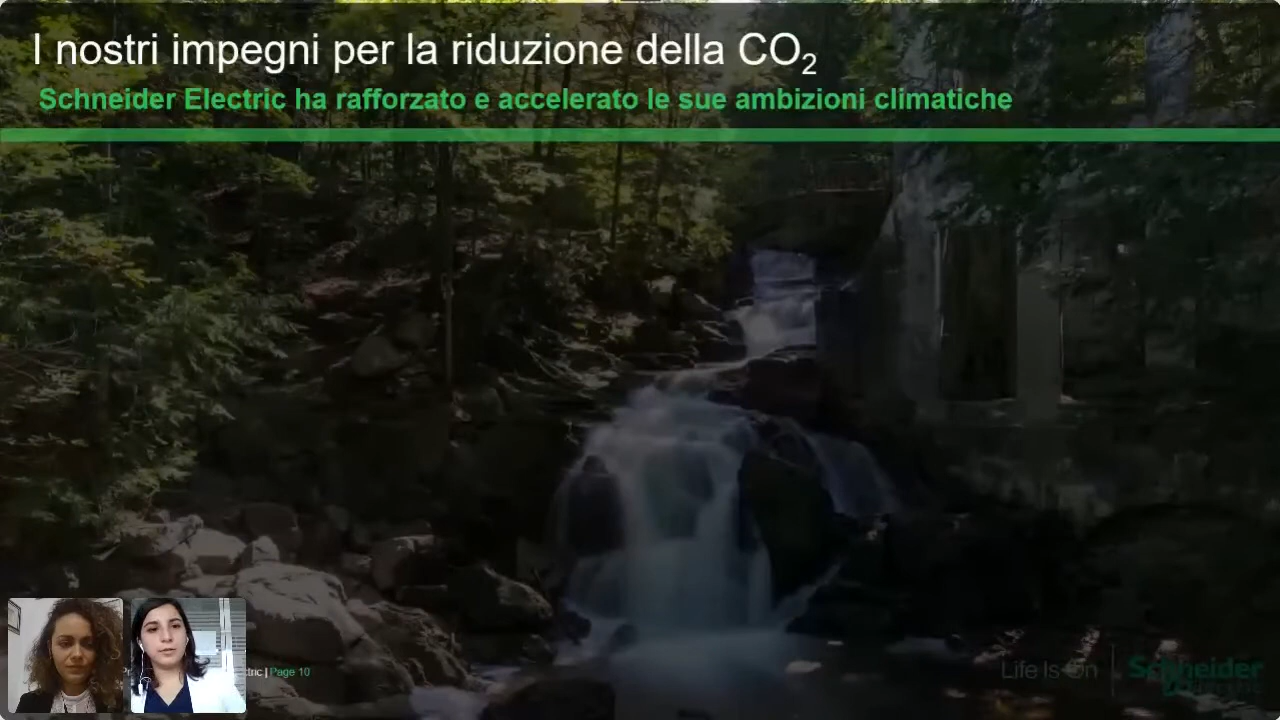 I nostri impegni per la riduzione della CO₂
Schneider Electric ha rafforzato e accelerato le sue ambizioni climatiche
| Page 10
Life Is On | Schneider
Electric